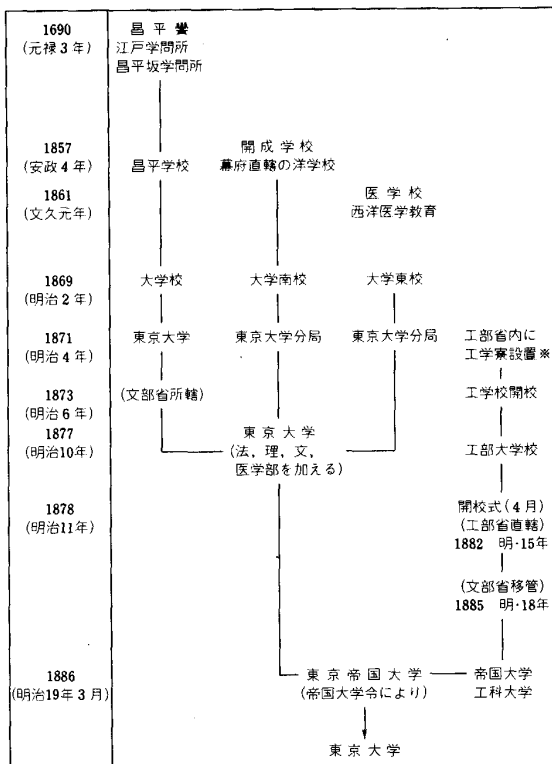 1690 昌平黌
(元禄3年) 江戸学問所
昌平坂学問所
1857 開成学校
(安政4年) 昌平学校 幕府直轄の洋学校
1861 医学校
(文久元年) 西洋医学教育
1869 大学校 大学南校 大学東校
(明治2年)
1871 東京大学 東京大学分局 東京大学分局 工部省内に
(明治4年) 工学寮設置※
1873 (文部省所轄) 工学校開校
(明治6年)
1877 東京大学 工部大学校
(明治10年) (法,理,文,
医学部を加える)
1878 開校式(4月)
(明治11年) (工部省直轄)
1882 明・15年
(文部省移管)
1885 明・18年
1886 東京帝国大学 帝国大学
(明治19年3月) (帝国大学令により) 工科大学
東京大学